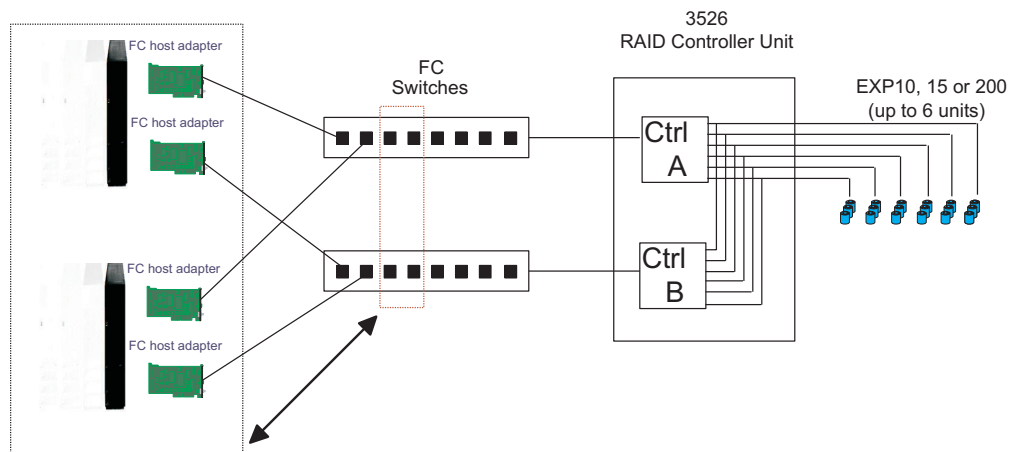 3526
RAID Controller Unit
FC host adapter
FC
Switches
EXP10, 15 or 200
(up to 6 units)
FC host adapter
Ctrl
A
FC host adapter
Ctrl
B
FC host adapter